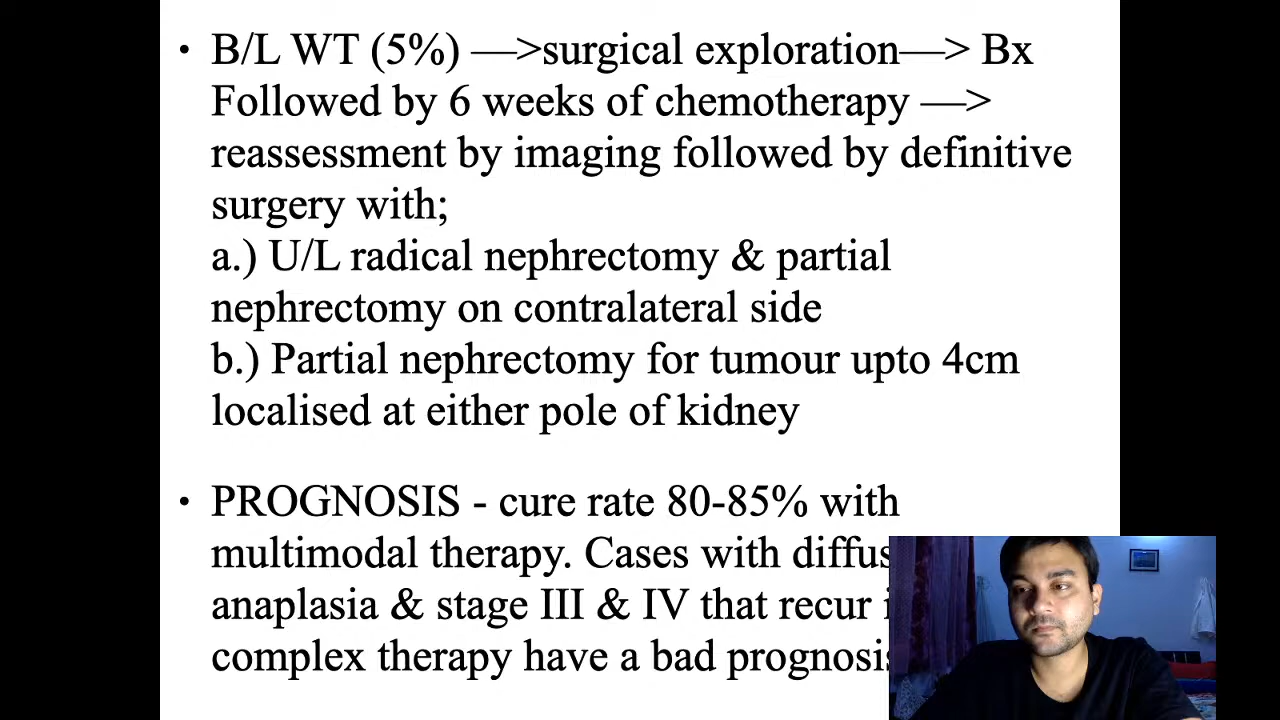 • B/L WT (5%) —>surgical exploration—> Bx
Followed by 6 weeks of chemotherapy —>
reassessment by imaging followed by definitive
surgery with;
a.) U/L radical nephrectomy & partial
nephrectomy on contralateral side
b.) Partial nephrectomy for tumour upto 4cm
localised at either pole of kidney
• PROGNOSIS - cure rate 80-85% with
multimodal therapy. Cases with
anaplasia & stage III & IV that recur
complex therapy have a bad